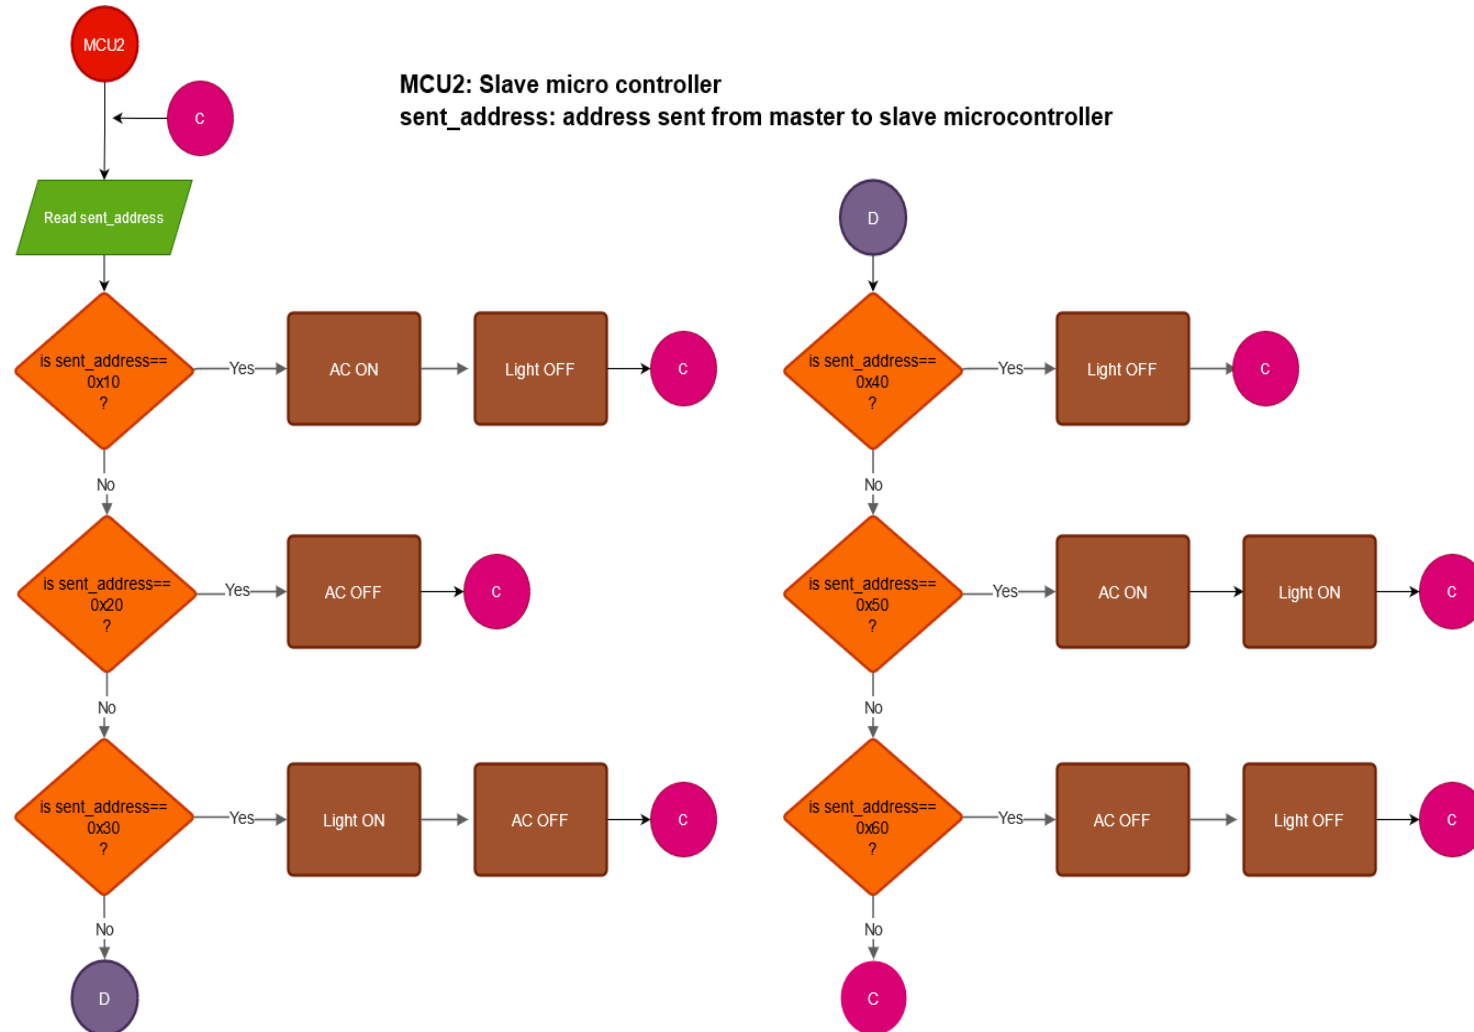 MCU2
C
MCU2: Slave micro controller
sent_address: address sent from master to slave microcontroller
Read sent_address
is sent_address==
0x10
?
Yes
AC ON
Light OFF
C
No
is sent_address==
0x20
?
Yes
AC OFF
C
No
is sent_address==
0x30
?
Yes
Light ON
AC OFF
C
No
D
D
is sent_address==
0x40
?
Yes
Light OFF
C
No
is sent_address==
0x50
?
Yes
AC ON
Light ON
C
No
is sent_address==
0x60
?
Yes
AC OFF
Light OFF
C
No
C